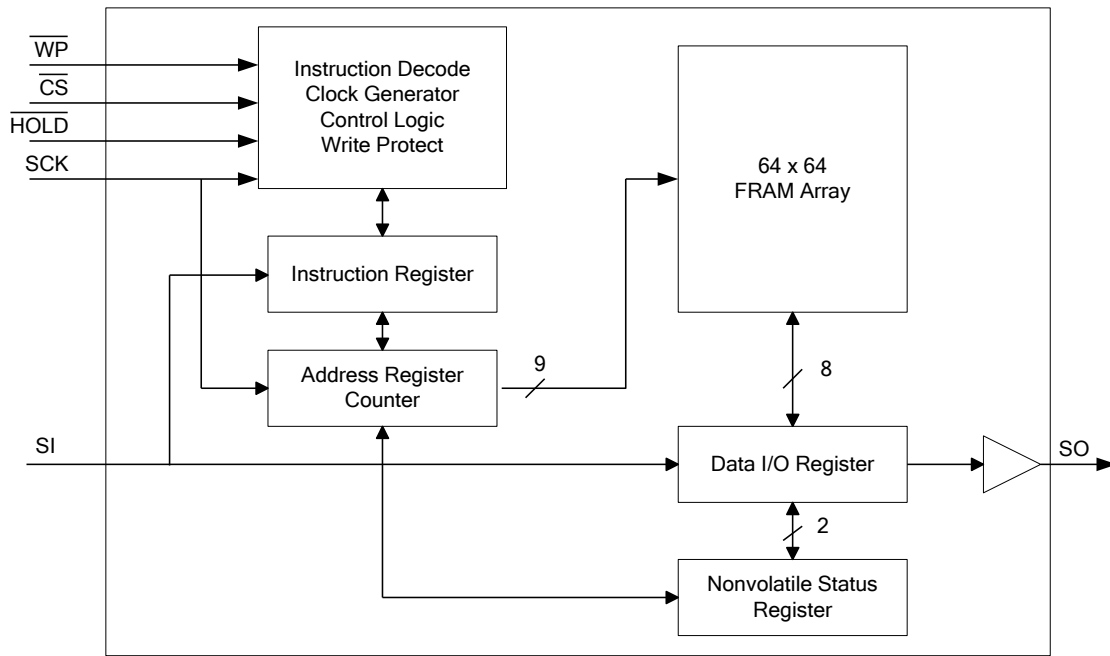 WP
CS
HOLD
SCK
Instruction Decode
Clock Generator
Control Logic
Write Protect
64 x 64
FRAM Array
Instruction Register
Address Register
Counter
9
8
SI
Data I/O Register
SO
2
Nonvolatile Status
Register